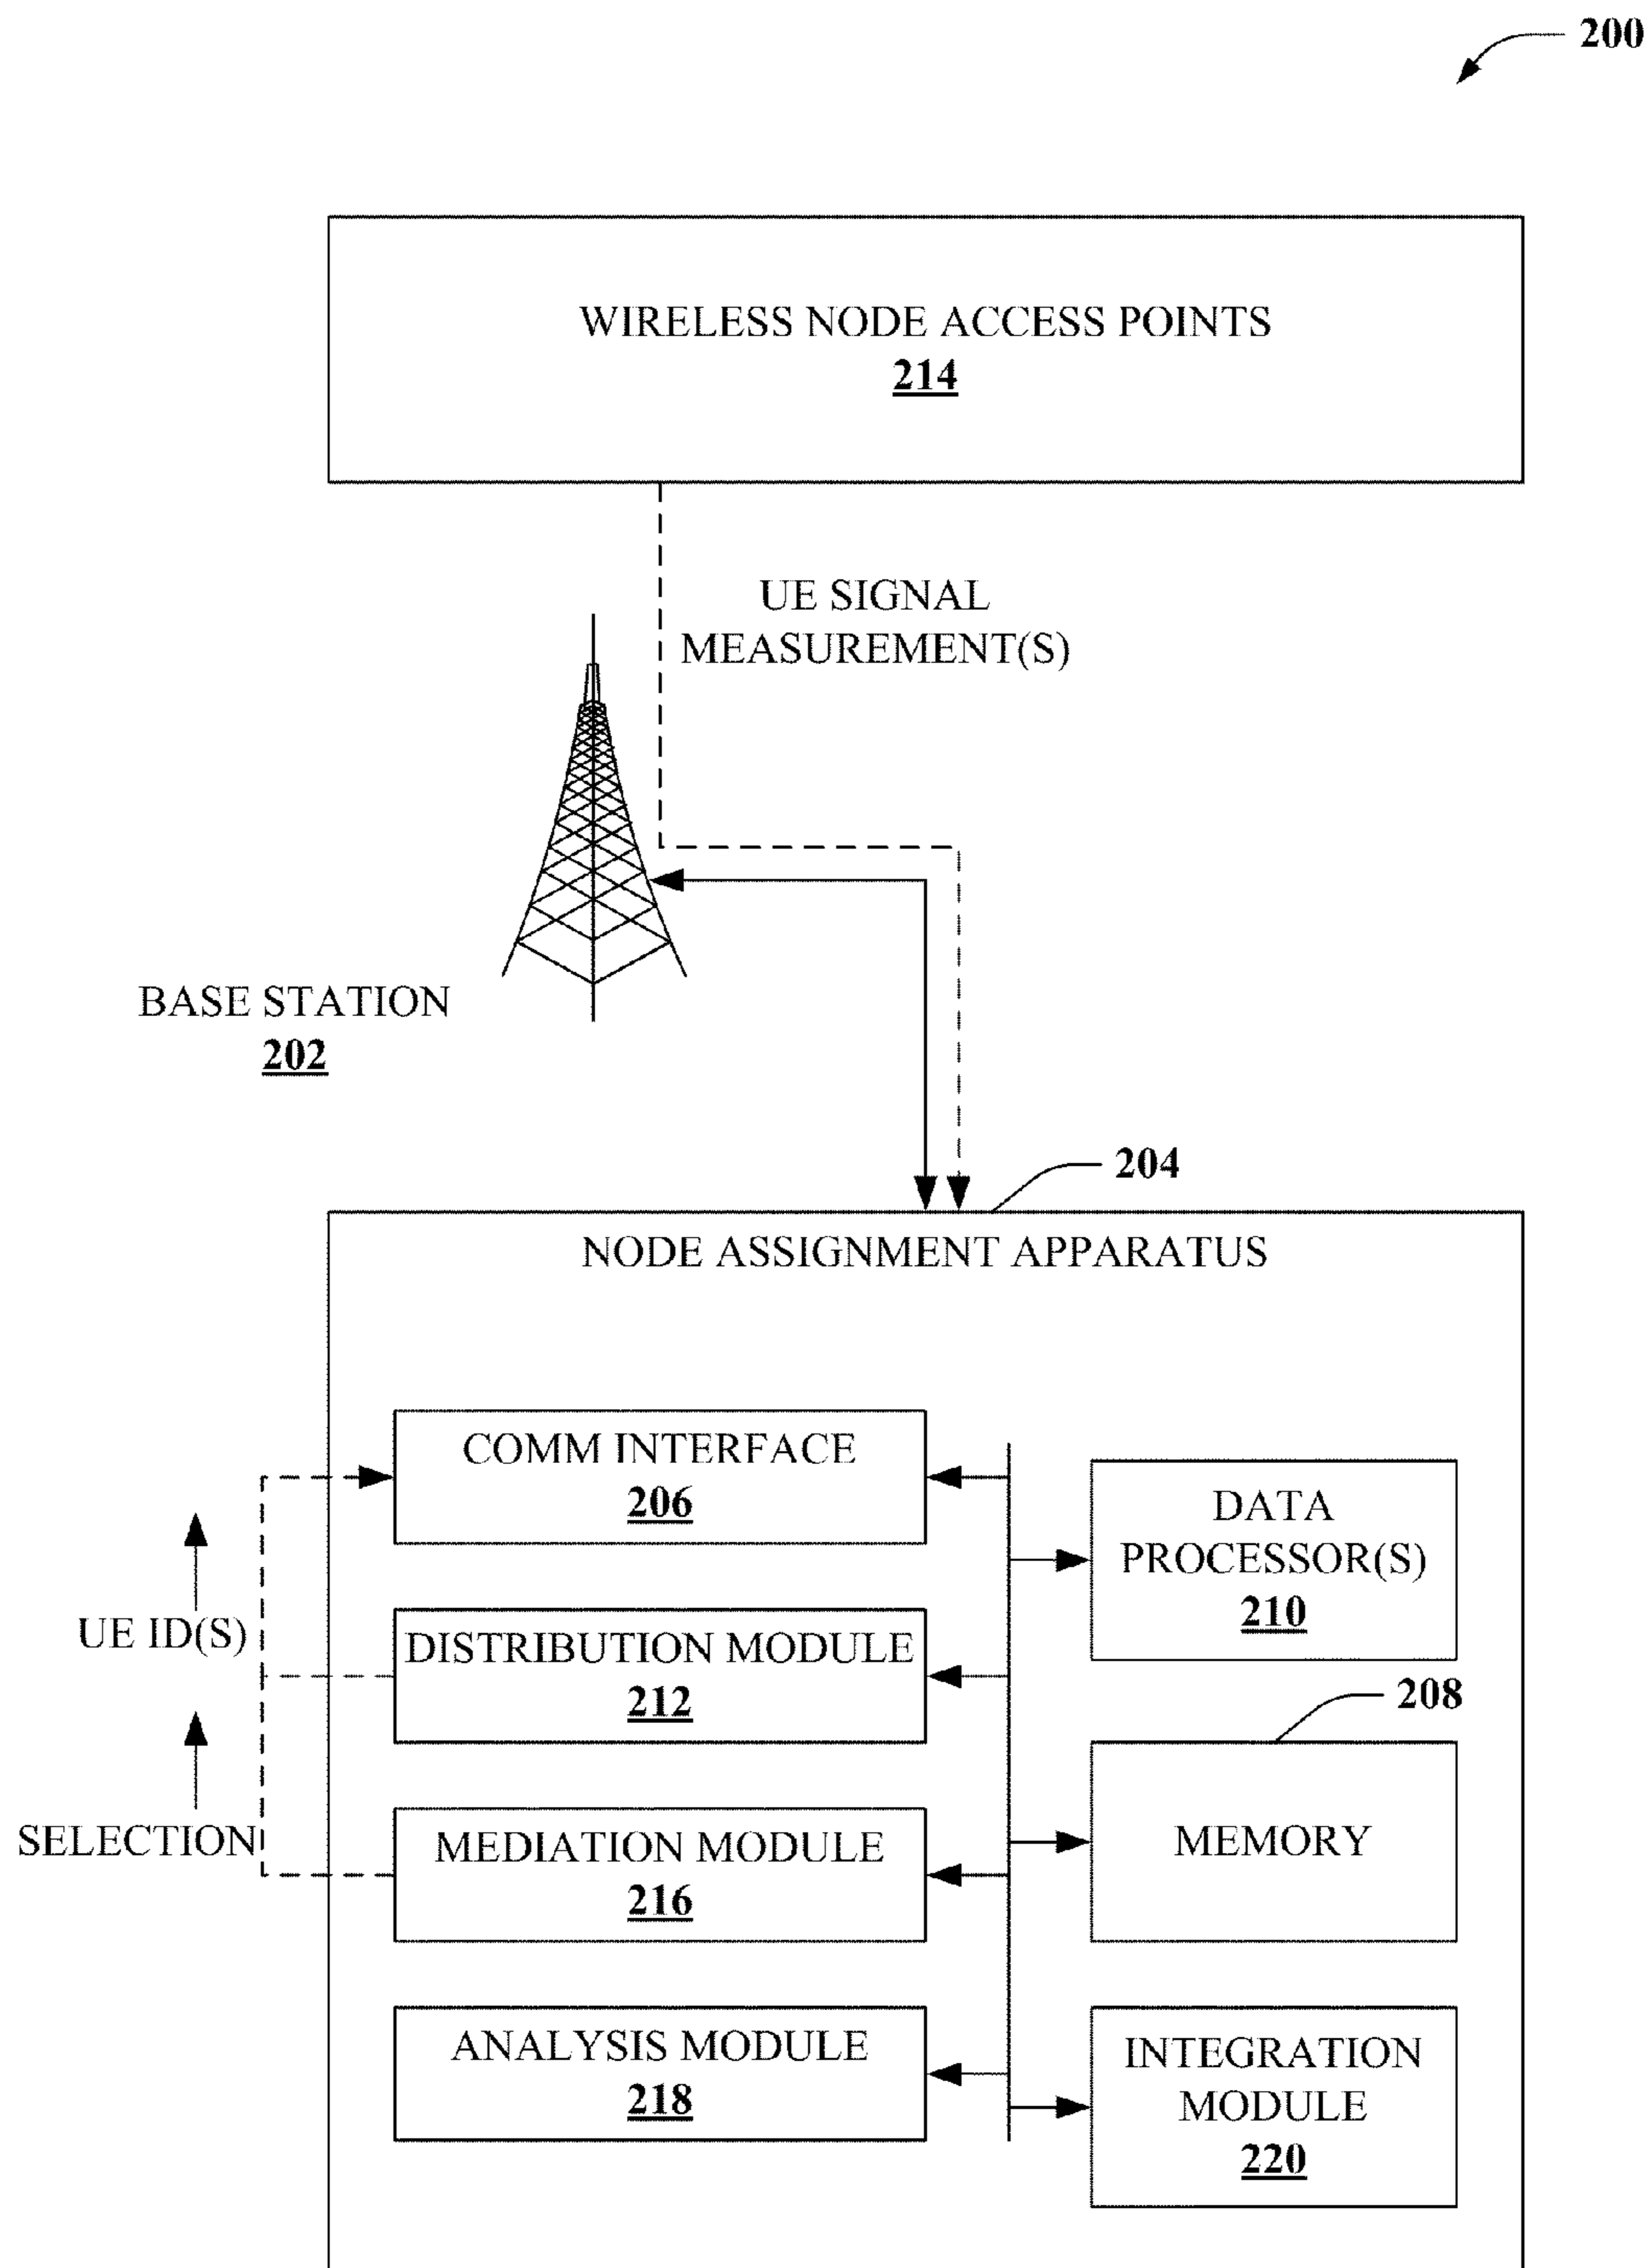 200
WIRELESS NODE ACCESS POINTS
214
UE SIGNAL
MEASUREMENT(S)
BASE STATION
202
204
NODE ASSIGNMENT APPARATUS
COMM INTERFACE
206
DATA
PROCESSOR(S)
210
UE ID(S)
DISTRIBUTION MODULE
212
208
SELECTION
MEDIATION MODULE
216
MEMORY
ANALYSIS MODULE
218
INTEGRATION
MODULE
220